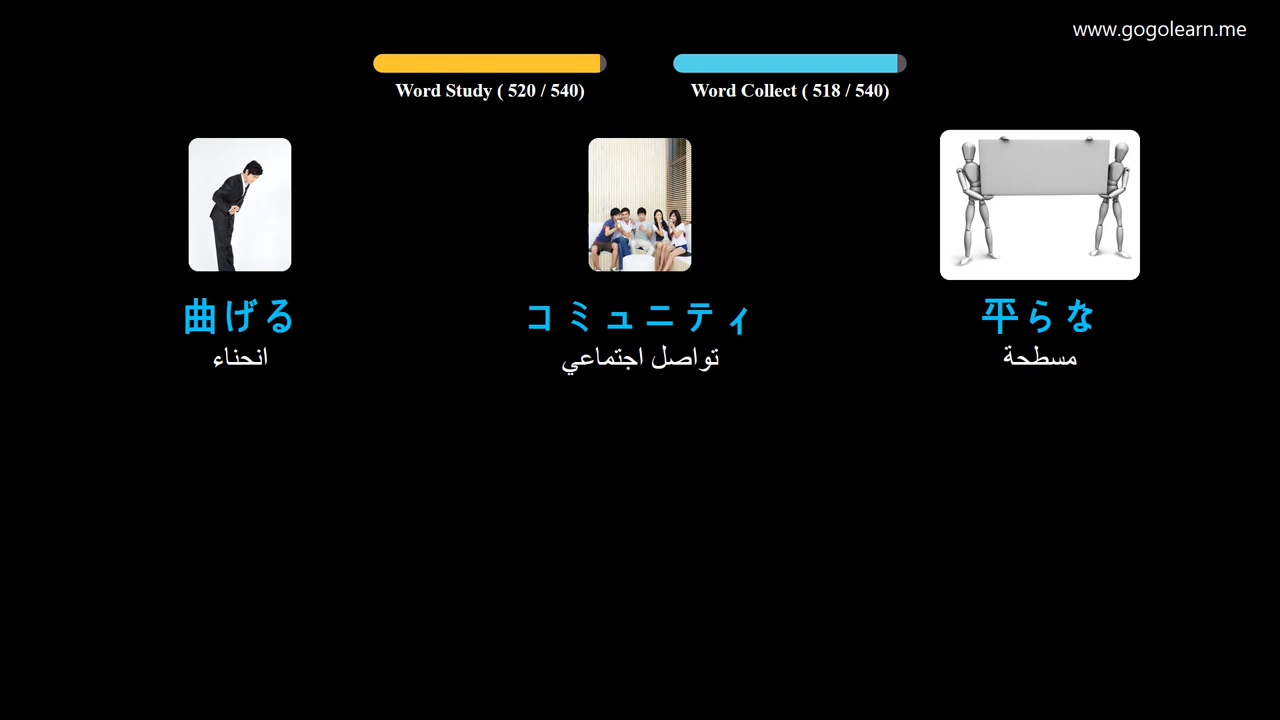 www.gogolearn.me
Word Study ( 520 / 540)
Word Collect ( 518 / 540)
曲げる
コミュニティ
平らな
انحناء
تواصل اجتماعي
مسطحة